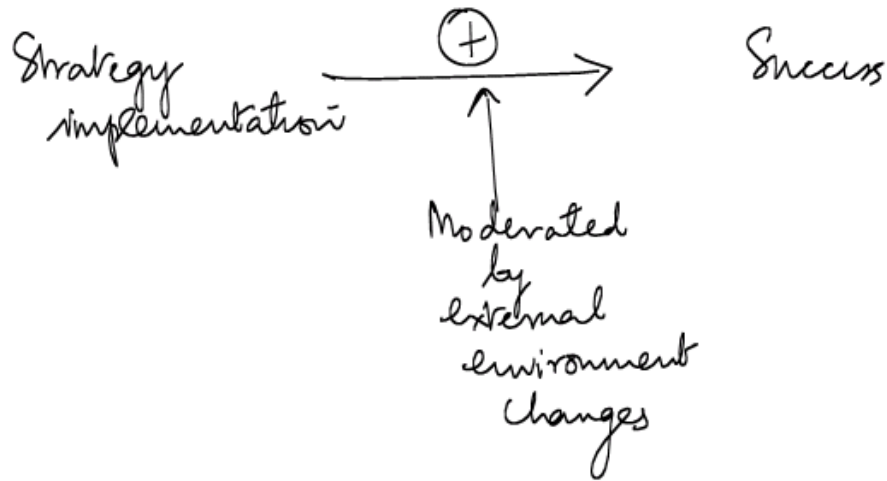 +
Strategy
implementation
Success
Moderated
by
external
environment
changes